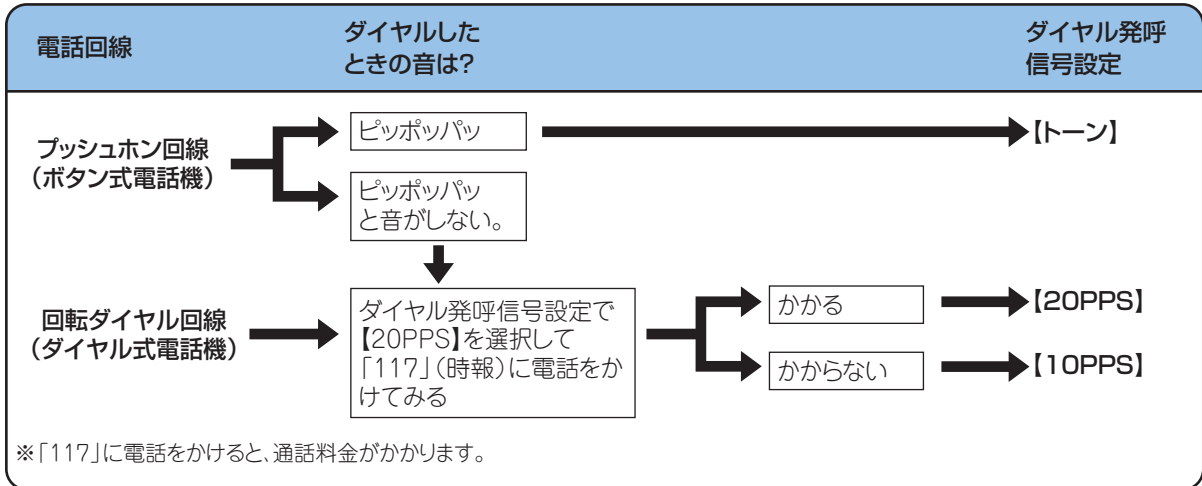 電話回線
ダイヤルした
ときの音は?
ダイヤル発呼
信号設定
プッシュホン回線
(ボタン式電話機)
ピッポッパッ
【トーン】
ピッポッパッ
と音がしない。
回転ダイヤル回線
(ダイヤル式電話機)
ダイヤル発呼信号設定で
【20PPS】を選択して
「117」(時報)に電話をか
けてみる
かかる
【20PPS】
かからない
【10PPS】
※「117」に電話をかけると、通話料金がかかります。